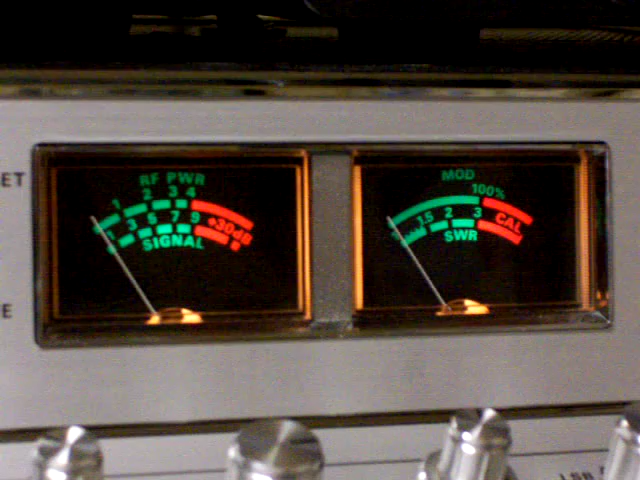 ET
E
RF PWR
1 2 3 4
1 3 5 7 9 +30dB
SIGNAL
MOD
100%
1.5 2 3 CAL
SWR